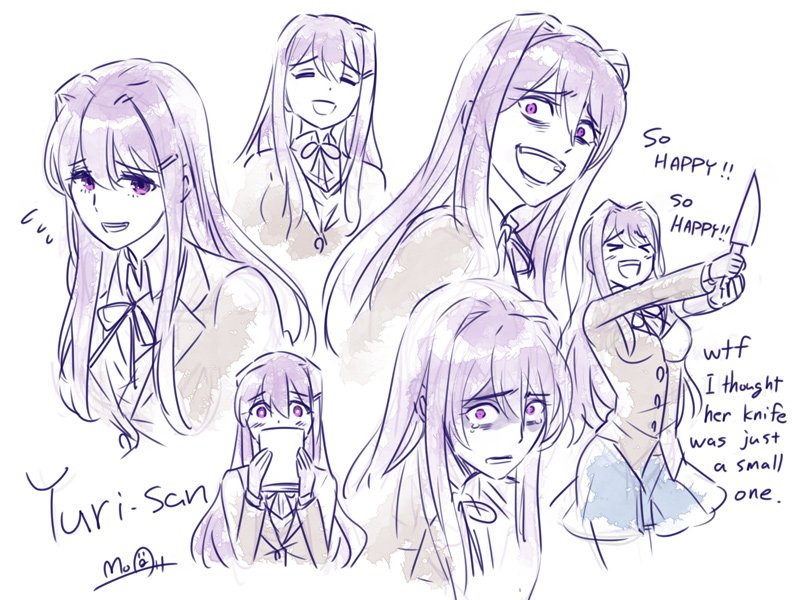 So
HAPPY!!
So
HAPPY!!
wtf
I thought
her knife
was just
a small
one.
Yuri-san